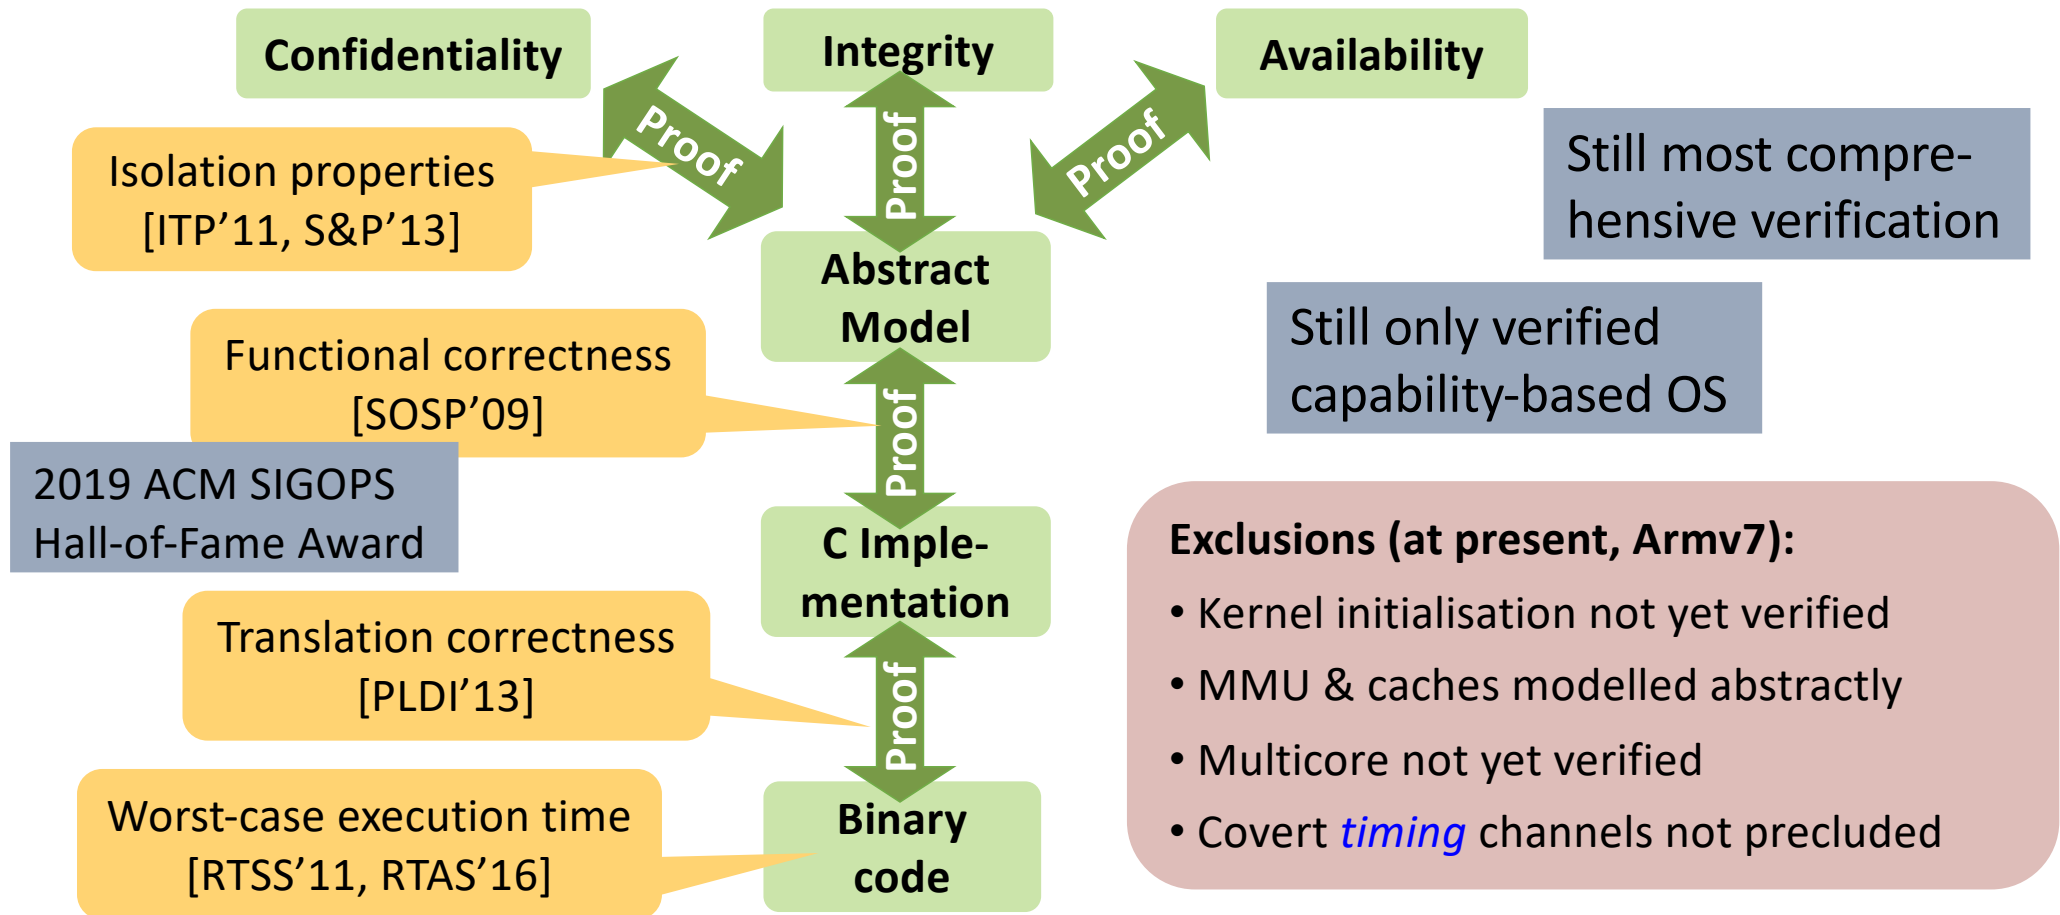 Confidentiality
Integrity
Availability
Proof
Proof
Proof
Isolation properties
[ITP’11, S&P’13]
Still most compre-
hensive verification
Abstract
Model
Still only verified
capability-based OS
Functional correctness
[SOSP’09]
Proof
2019 ACM SIGOPS
Hall-of-Fame Award
C Imple-
mentation
Exclusions (at present, Armv7):
• Kernel initialisation not yet verified
• MMU & caches modelled abstractly
• Multicore not yet verified
• Covert timing channels not precluded
Translation correctness
[PLDI’13]
Proof
Worst-case execution time
[RTSS’11, RTAS’16]
Binary
code